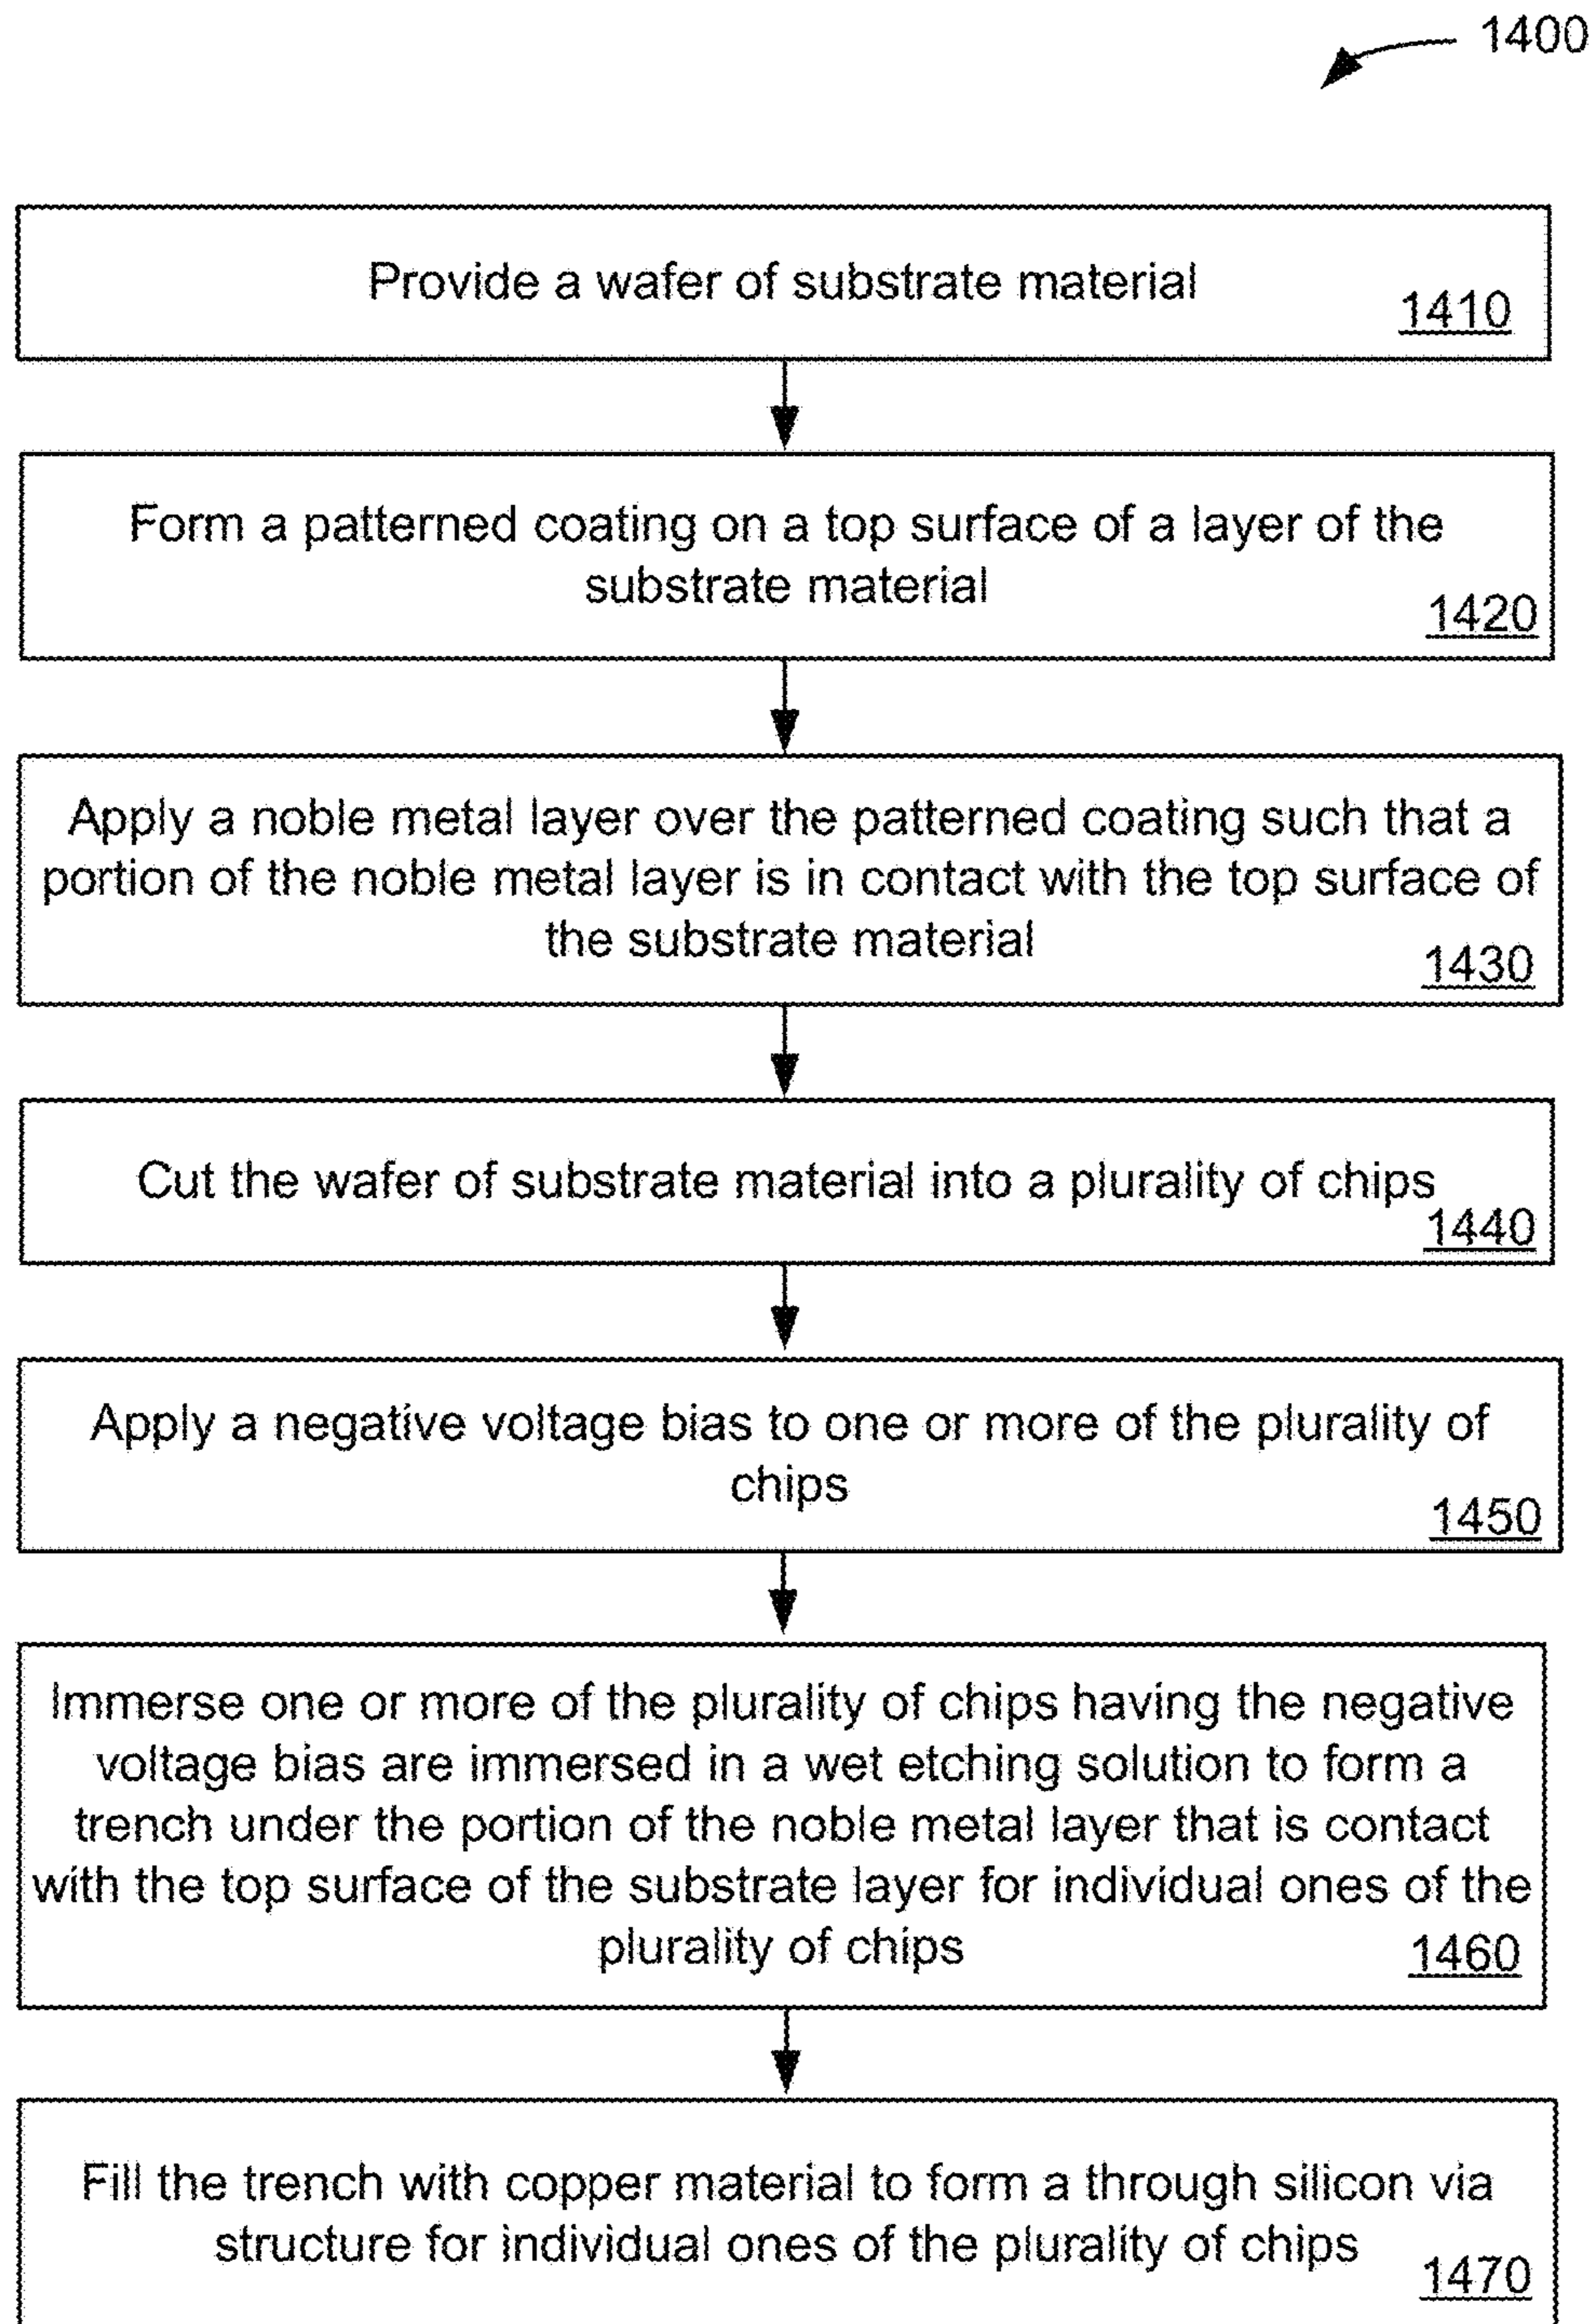 1400
Provide a wafer of substrate material
1410
Form a patterned coating on a top surface of a layer of the
substrate material
1420
Apply a noble metal layer over the patterned coating such that a
portion of the noble metal layer is in contact with the top surface of
the substrate material
1430
Cut the wafer of substrate material into a plurality of chips
1440
Apply a negative voltage bias to one or more of the plurality of
chips
1450
Immerse one or more of the plurality of chips having the negative
voltage bias are immersed in a wet etching solution to form a
trench under the portion of the noble metal layer that is contact
with the top surface of the substrate layer for individual ones of the
plurality of chips
1460
Fill the trench with copper material to form a through silicon via
structure for individual ones of the plurality of chips
1470